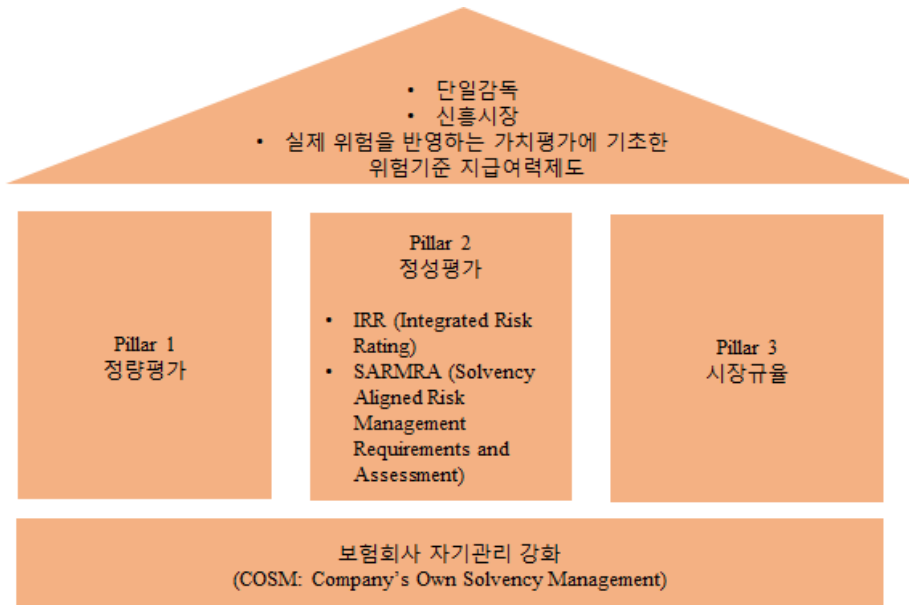 • 단일감독
• 신흥시장
• 실제 위험을 반영하는 가치평가에 기초한
위험기준 지급여력제도
Pillar 1
정량평가
Pillar 2
정성평가
• IRR (Integrated Risk
Rating)
• SARMRA (Solvency
Aligned Risk
Management
Requirements and
Assessment)
Pillar 3
시장규율
보험회사 자기관리 강화
(COSM: Company’s Own Solvency Management)